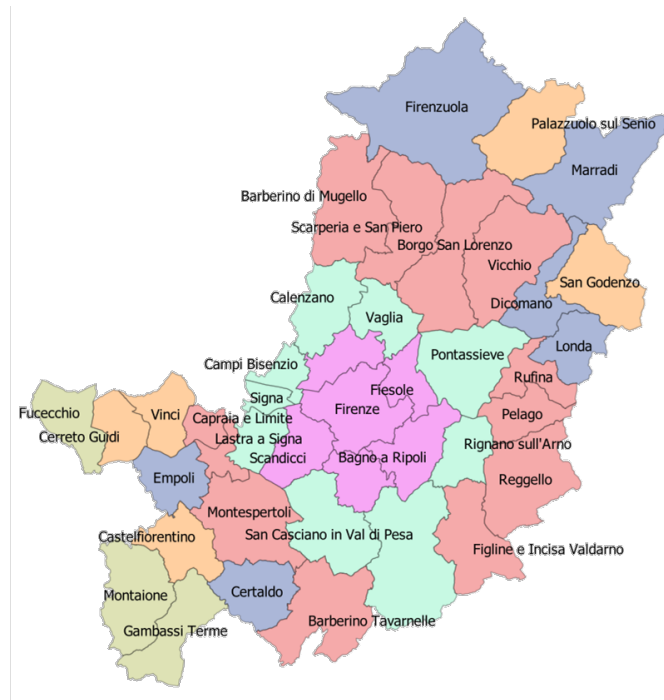 Firenzuola
Palazzuolo sul Senio
Marradi
Barberino di Mugello
Scarperia e San Piero
Borgo San Lorenzo
Vicchio
San Godenzo
Calenzano
Dicomano
Vaglia
Londa
Pontassieve
Campi Bisenzio
Rufina
Fiesole
Signa
Firenze
Fucecchio
Vinci
Capraia e Limite
Pelago
Cerreto Guidi
Lastra a Signa
Rignano sull'Arno
Scandicci
Bagno a Ripoli
Empoli
Reggello
Montespertoli
Castelfiorentino
San Casciano in Val di Pesa
Figline e Incisa Valdarno
Montaione
Certaldo
Barberino Tavarnelle
Gambassi Terme